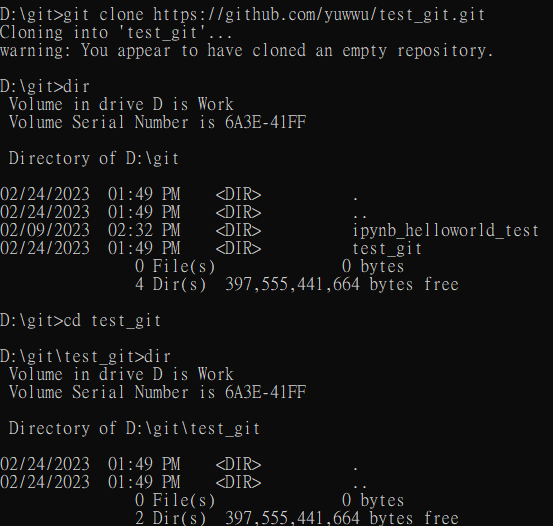 D:\git>git clone https://github.com/yuwwu/test_git.git
Cloning into 'test_git'...
warning: You appear to have cloned an empty repository.
D:\git>dir
 Volume in drive D is Work
 Volume Serial Number is 6A3E-41FF
 Directory of D:\git
02/24/2023  01:49 PM    <DIR>          .
02/24/2023  01:49 PM    <DIR>          ..
02/09/2023  02:32 PM    <DIR>          ipynb_helloworld_test
02/24/2023  01:49 PM    <DIR>          test_git
               0 File(s)              0 bytes
               4 Dir(s)  397,555,441,664 bytes free
D:\git>cd test_git
D:\git\test_git>dir
 Volume in drive D is Work
 Volume Serial Number is 6A3E-41FF
 Directory of D:\git\test_git
02/24/2023  01:49 PM    <DIR>          .
02/24/2023  01:49 PM    <DIR>          ..
               0 File(s)              0 bytes
               2 Dir(s)  397,555,441,664 bytes free